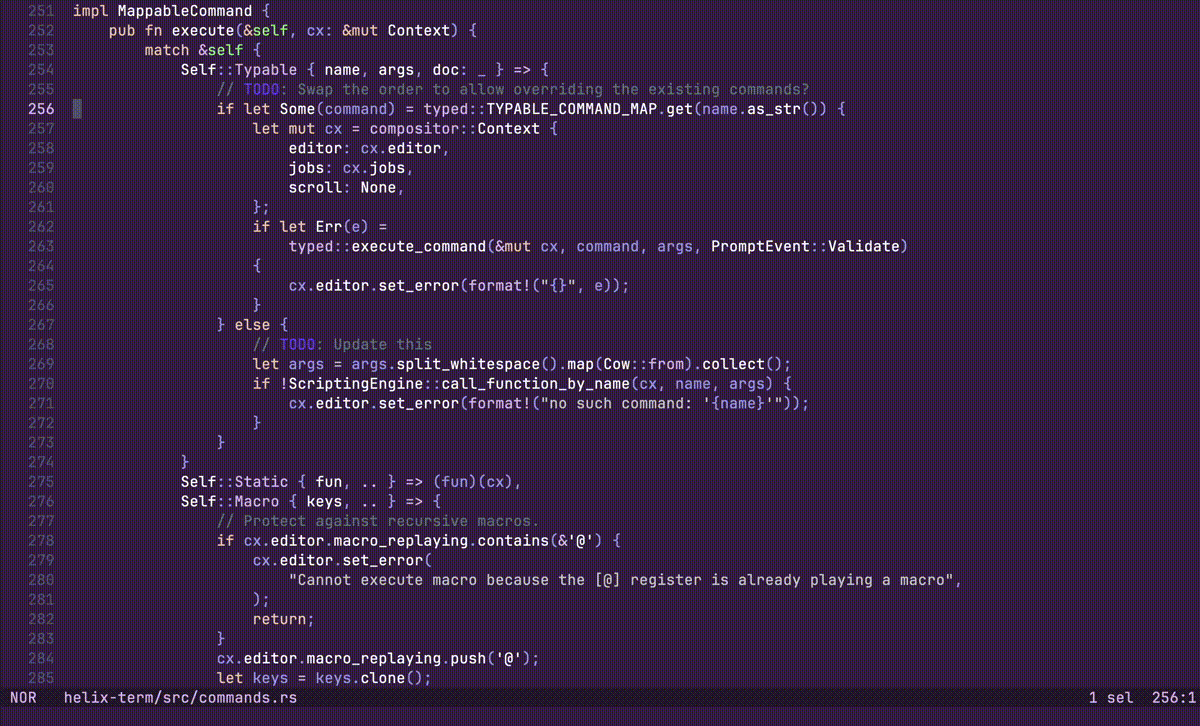 251 impl MappableCommand {
252     pub fn execute(&self, cx: &mut Context) {
253         match &self {
254             Self::Typable { name, args, doc: _ } => {
255                 // TODO: Swap the order to allow overriding the existing commands?
256                 if let Some(command) = typed::TYPABLE_COMMAND_MAP.get(name.as_str()) {
257                     let mut cx = compositor::Context {
258                         editor: cx.editor,
259                         jobs: cx.jobs,
260                         scroll: None,
261                     };
262                     if let Err(e) =
263                         typed::execute_command(&mut cx, command, args, PromptEvent::Validate)
264                     {
265                         cx.editor.set_error(format!("{}", e));
266                     }
267                 } else {
268                     // TODO: Update this
269                     let args = args.split_whitespace().map(Cow::from).collect();
270                     if !ScriptingEngine::call_function_by_name(cx, name, args) {
271                         cx.editor.set_error(format!("no such command: '{name}'"));
272                     }
273                 }
274             }
275             Self::Static { fun, .. } => (fun)(cx),
276             Self::Macro { keys, .. } => {
277                 // Protect against recursive macros.
278                 if cx.editor.macro_replaying.contains(&'@') {
279                     cx.editor.set_error(
280                         "Cannot execute macro because the [@] register is already playing a macro",
281                     );
282                     return;
283                 }
284                 cx.editor.macro_replaying.push('@');
285                 let keys = keys.clone();
NOR helix-term/src/commands.rs 1 sel 256:1